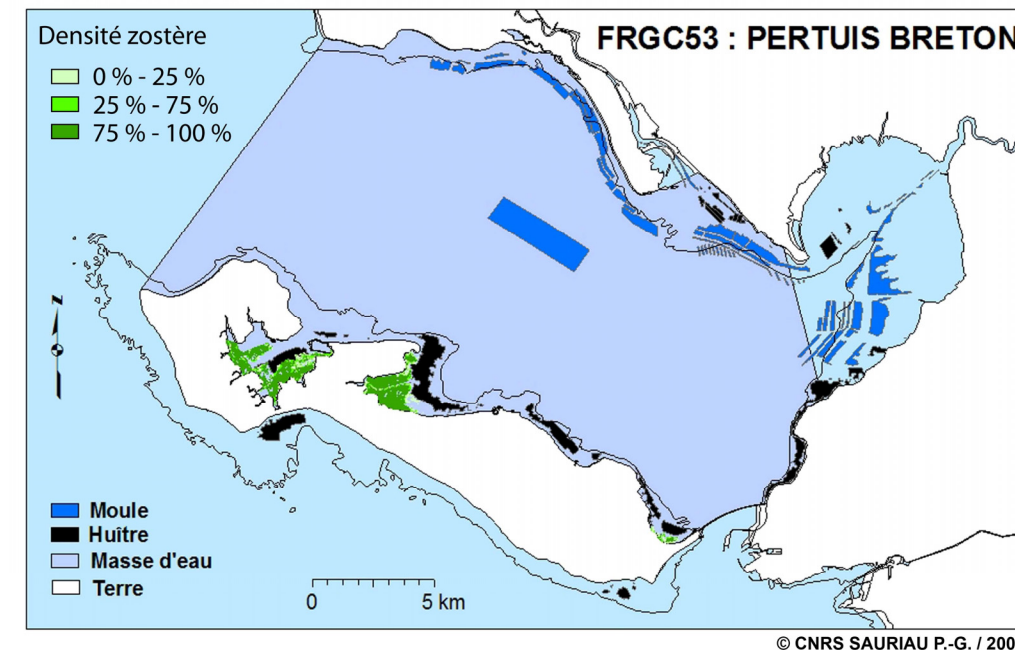 FRGC53 : PERTUIS BRETON
Densité zostère
0 % - 25 %
25 % - 75 %
75 % - 100 %
N
Moule
Huître
Masse d'eau
Terre
0 5 km
© CNRS SAURIAU P.-G. / 200